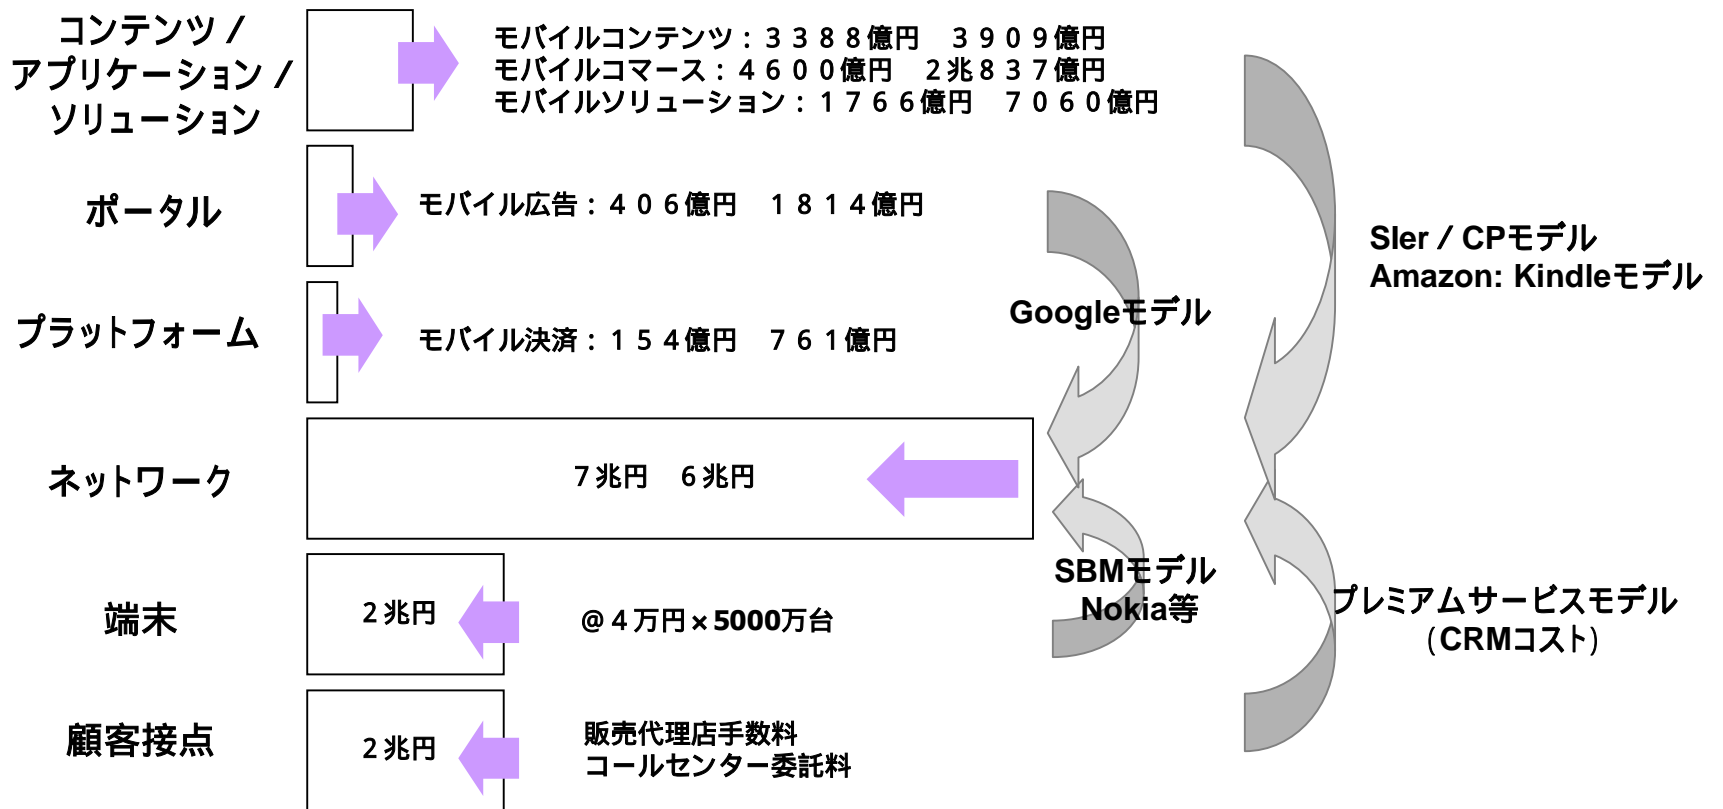 コンテンツ／
アプリケーション／
ソリューション
モバイルコンテンツ：３３８８億円　３９０９億円
モバイルコマース：４６００億円　２兆８３７億円
モバイルソリューション：１７６６億円　７０６０億円
ポータル
モバイル広告：４０６億円　１８１４億円
SIer／CPモデル
Amazon: Kindleモデル
Googleモデル
プラットフォーム
モバイル決済：１５４億円　７６１億円
ネットワーク
７兆円　６兆円
端末
２兆円
＠４万円×5000万台
SBMモデル
Nokia等
プレミアムサービスモデル
（CRMコスト）
顧客接点
２兆円
販売代理店手数料
コールセンター委託料